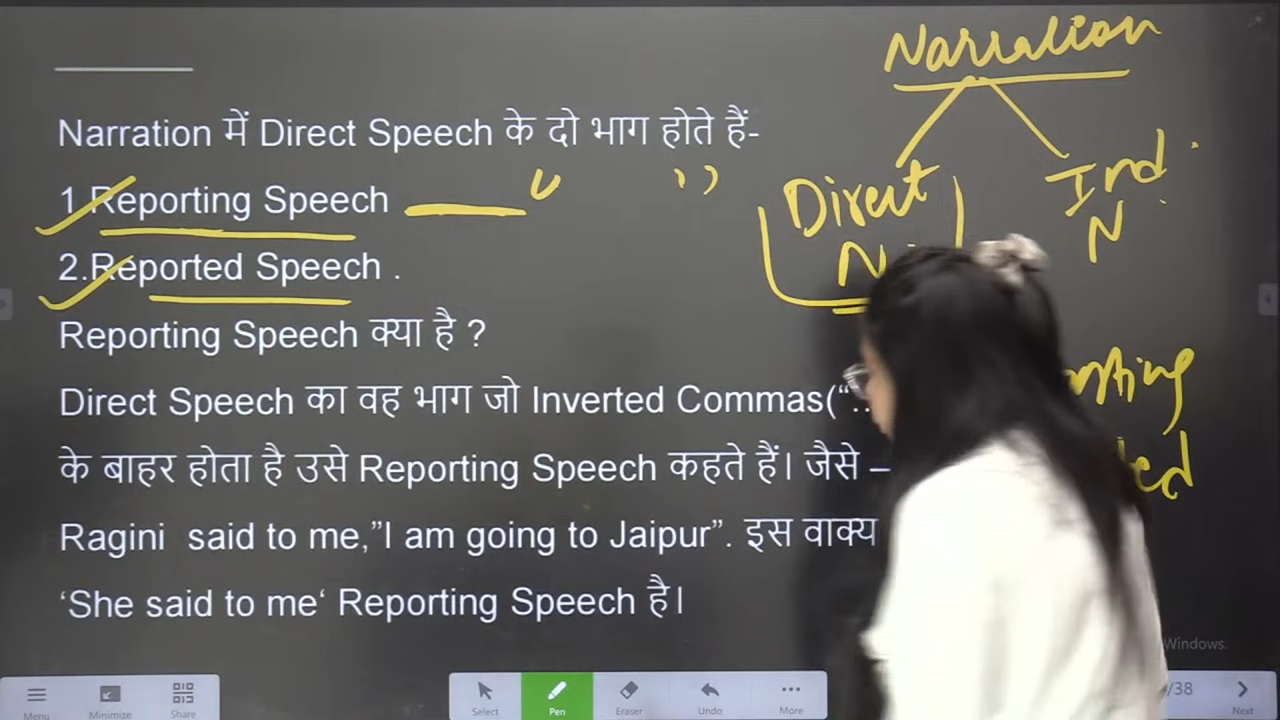 Narration
Narration में Direct Speech के दो भाग होते हैं-
Direct
N
Ind
N
1.Reporting Speech
2.Reported Speech .
Reporting Speech क्या है ?
Direct Speech का वह भाग जो Inverted Commas(“..
के बाहर होता है उसे Reporting Speech कहते हैं। जैसे –
Ragini said to me,”I am going to Jaipur”. इस वाक्य
‘She said to me‘ Reporting Speech है।
Windows.
Menu
Minimize
Share
Select
Pen
Eraser
Undo
More
/38
Next